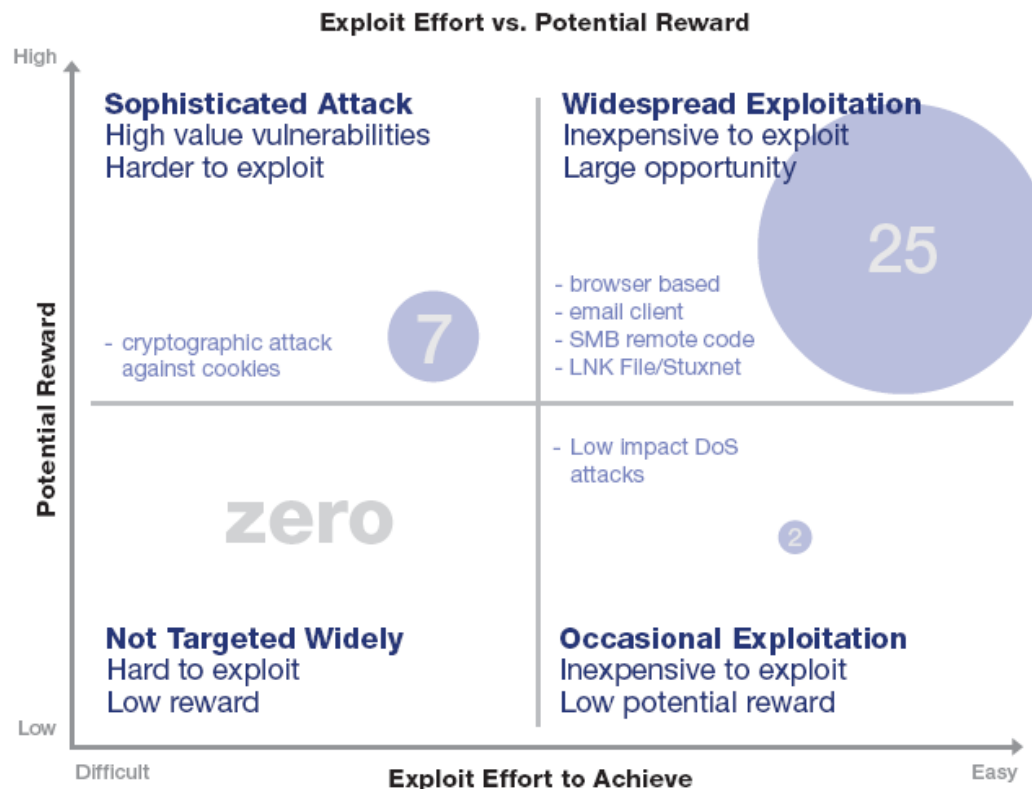 Exploit Effort vs. Potential Reward
High
Sophisticated Attack
High value vulnerabilities
Harder to exploit
Widespread Exploitation
Inexpensive to exploit
Large opportunity
25
- browser based
- email client
- SMB remote code
- LNK File/Stuxnet
- cryptographic attack
against cookies
7
Potential Reward
- Low impact DoS
attacks
zero
2
Not Targeted Widely
Hard to exploit
Low reward
Occasional Exploitation
Inexpensive to exploit
Low potential reward
Low
Difficult
Exploit Effort to Achieve
Easy